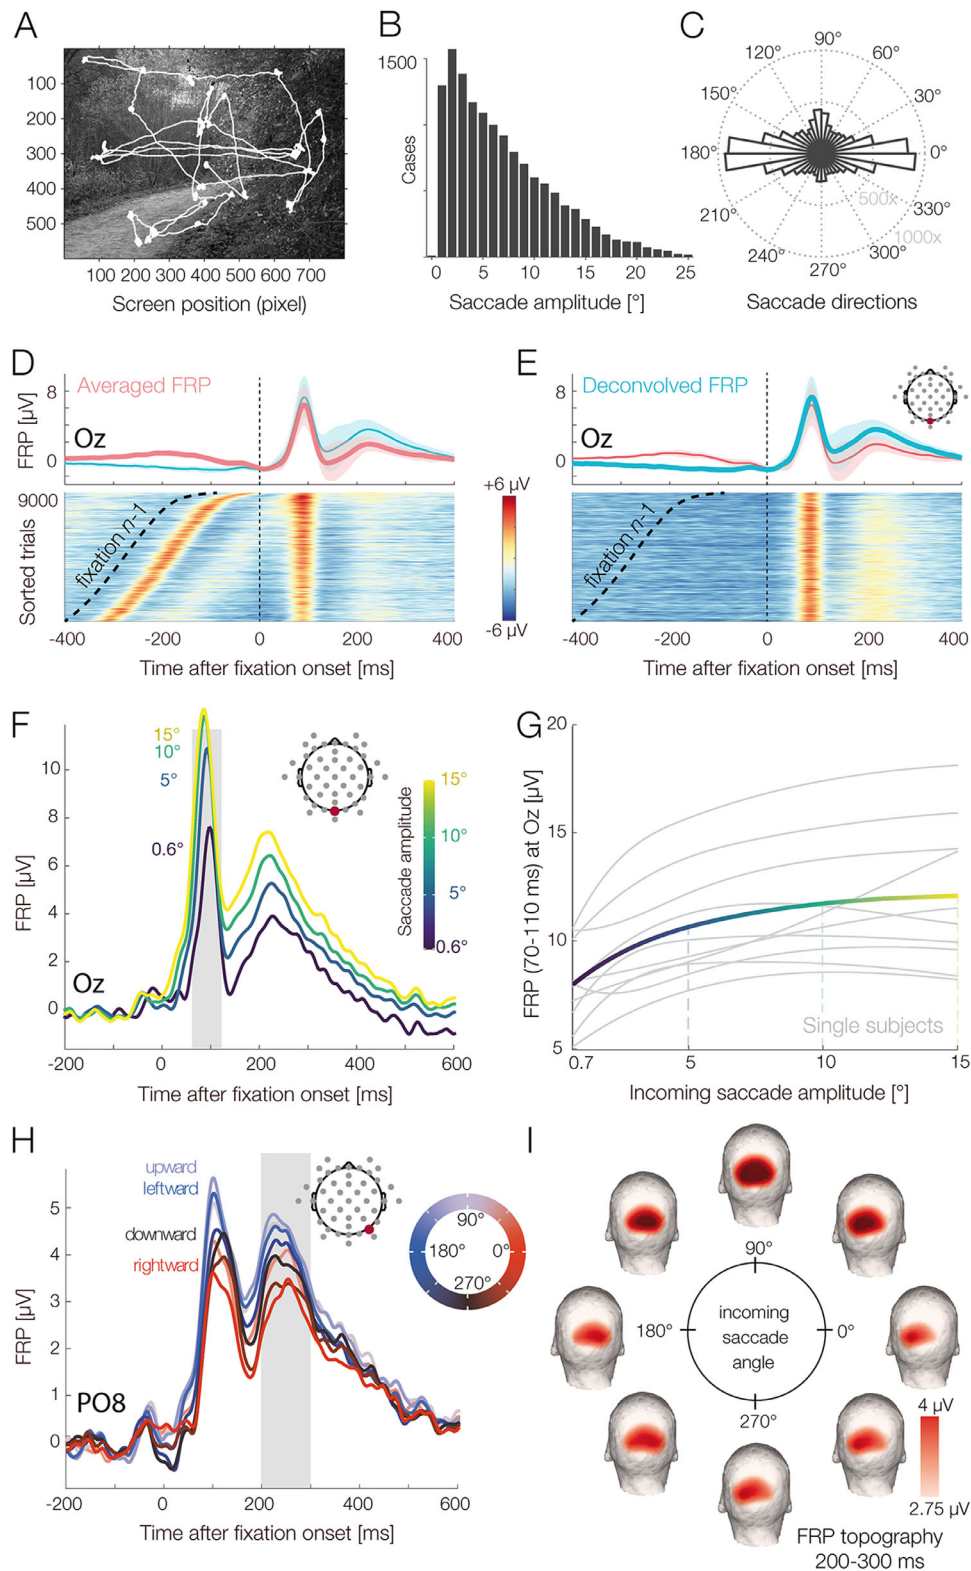 A
100
200
300
400
500
100 200 300 400 500 600 700
Screen position (pixel)
B
1500
Cases
0 5 10 15 20 25
Saccade amplitude [°]
C
90°
120° 60°
150° 30°
180° 0°
500x
210° 330°
1000x
240° 300°
270°
Saccade directions
D
Averaged FRP
8
0
FRP [µV]
Oz
9000
Sorted trials
fixation n-1
-400 -200 0 200 400
Time after fixation onset [ms]
+6 µV
-6 µV
E
Deconvolved FRP
8
0
Oz
fixation n-1
-400 -200 0 200 400
Time after fixation onset [ms]
F
15°
10°
5°
0.6°
10
8
6
4
2
0
FRP [µV]
Oz
Saccade amplitude
15°
10°
5°
0.6°
-200 0 200 400 600
Time after fixation onset [ms]
G
20
15
10
5
FRP (70-110 ms) at Oz [µV]
Single subjects
0.7 5 10 15
Incoming saccade amplitude [°]
H
upward
leftward
downward
rightward
5
4
3
2
1
0
FRP [µV]
PO8
90°
180° 0°
270°
-200 0 200 400 600
Time after fixation onset [ms]
I
90°
180° 0°
270°
incoming
saccade
angle
4 µV
2.75 µV
FRP topography
200-300 ms